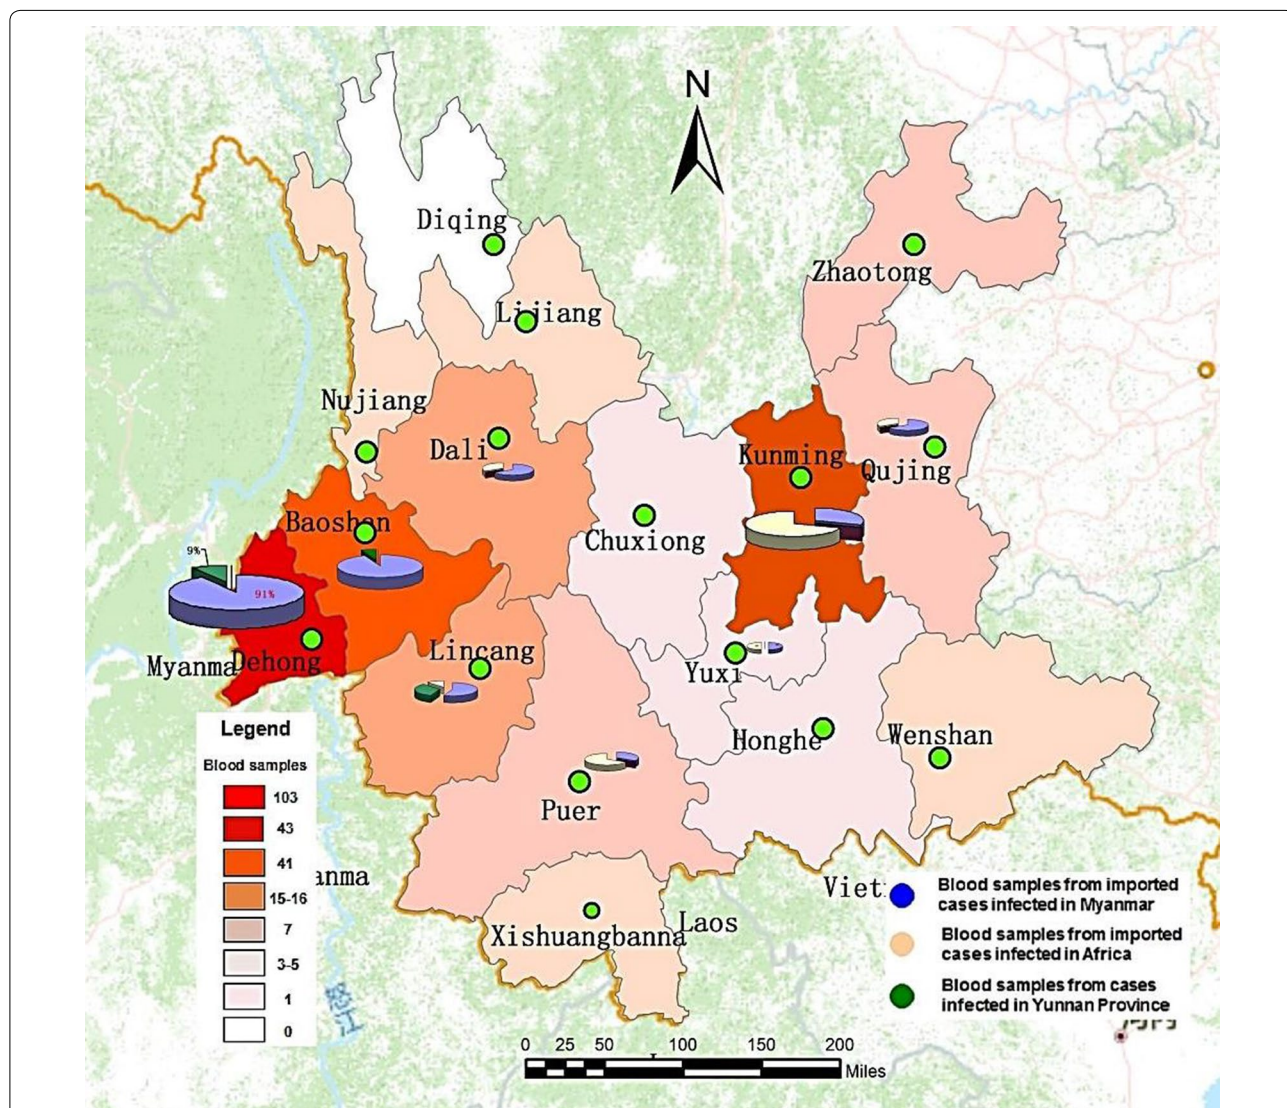 N
Diqing
Zhaotong
Lijiang
Nujiang
Dali
Kunming
Qujing
Baoshan
Chuxiong
9%
91%
Lincang
Myanma
Dehong
Yuxi
Honghe
Wenshan
Puer
Legend
Blood samples
103
43
41
15-16
7
3-5
1
0
anma
Viet
Laos
Xishuangbanna
Blood samples from imported
cases infected in Myanmar
Blood samples from imported
cases infected in Africa
Blood samples from cases
infected in Yunnan Province
怒江
0 25 50 100 150 200
Miles